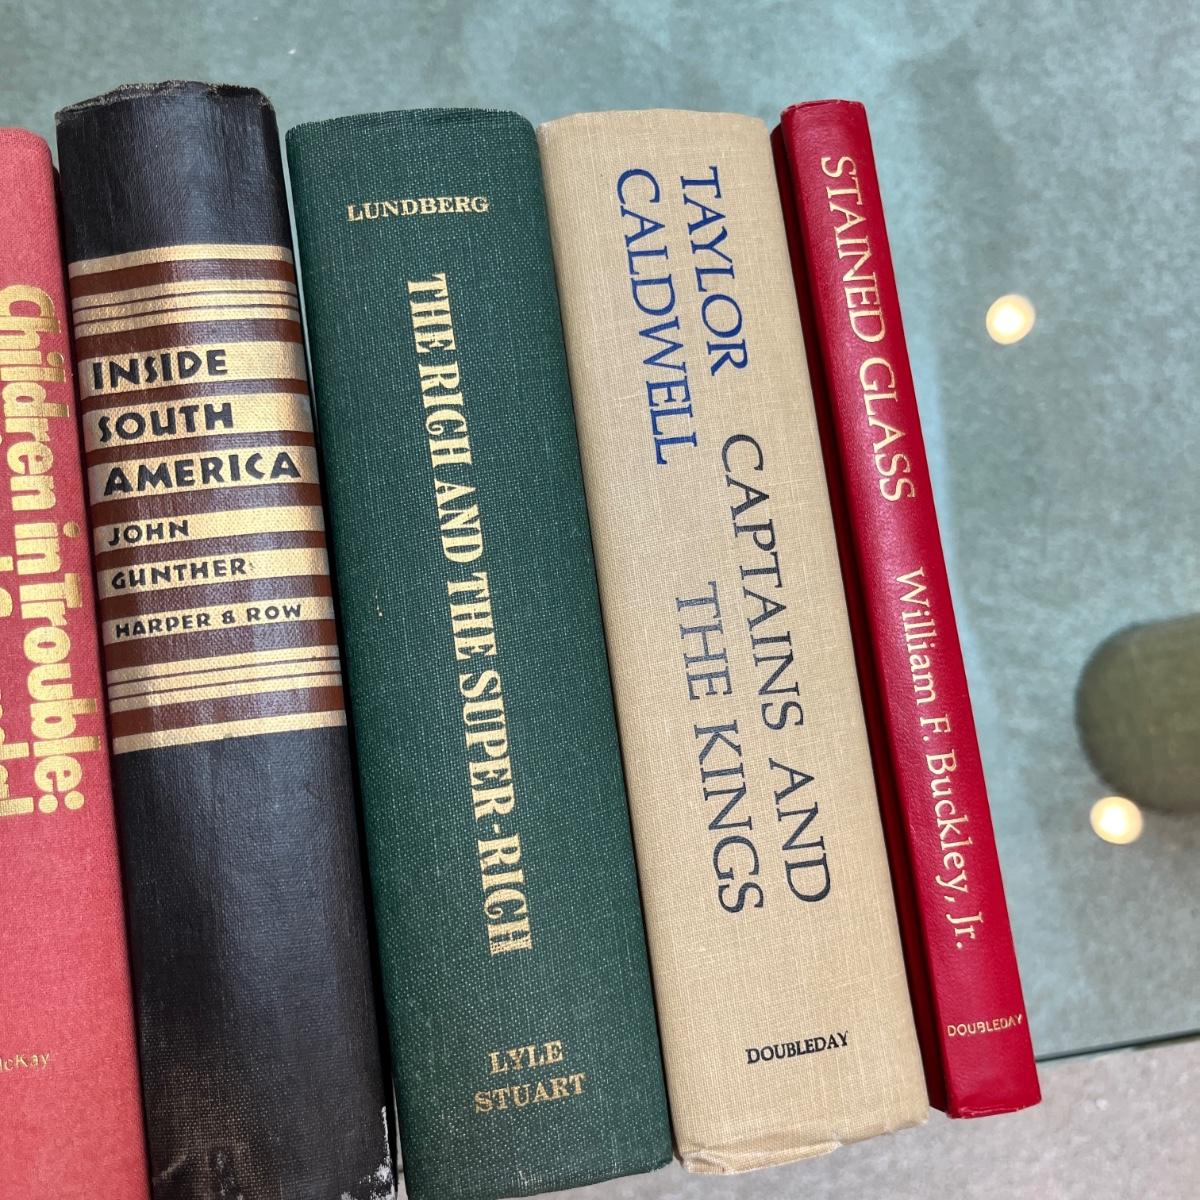 Children in Trouble:
cKay
INSIDE
SOUTH
AMERICA
JOHN
GUNTHER
HARPER & ROW
LUNDBERG
THE RICH AND THE SUPER-RICH
LYLE
STUART
TAYLOR
CALDWELL
CAPTAINS AND
THE KINGS
DOUBLEDAY
STAINED GLASS
William F. Buckley, Jr.
DOUBLEDAY